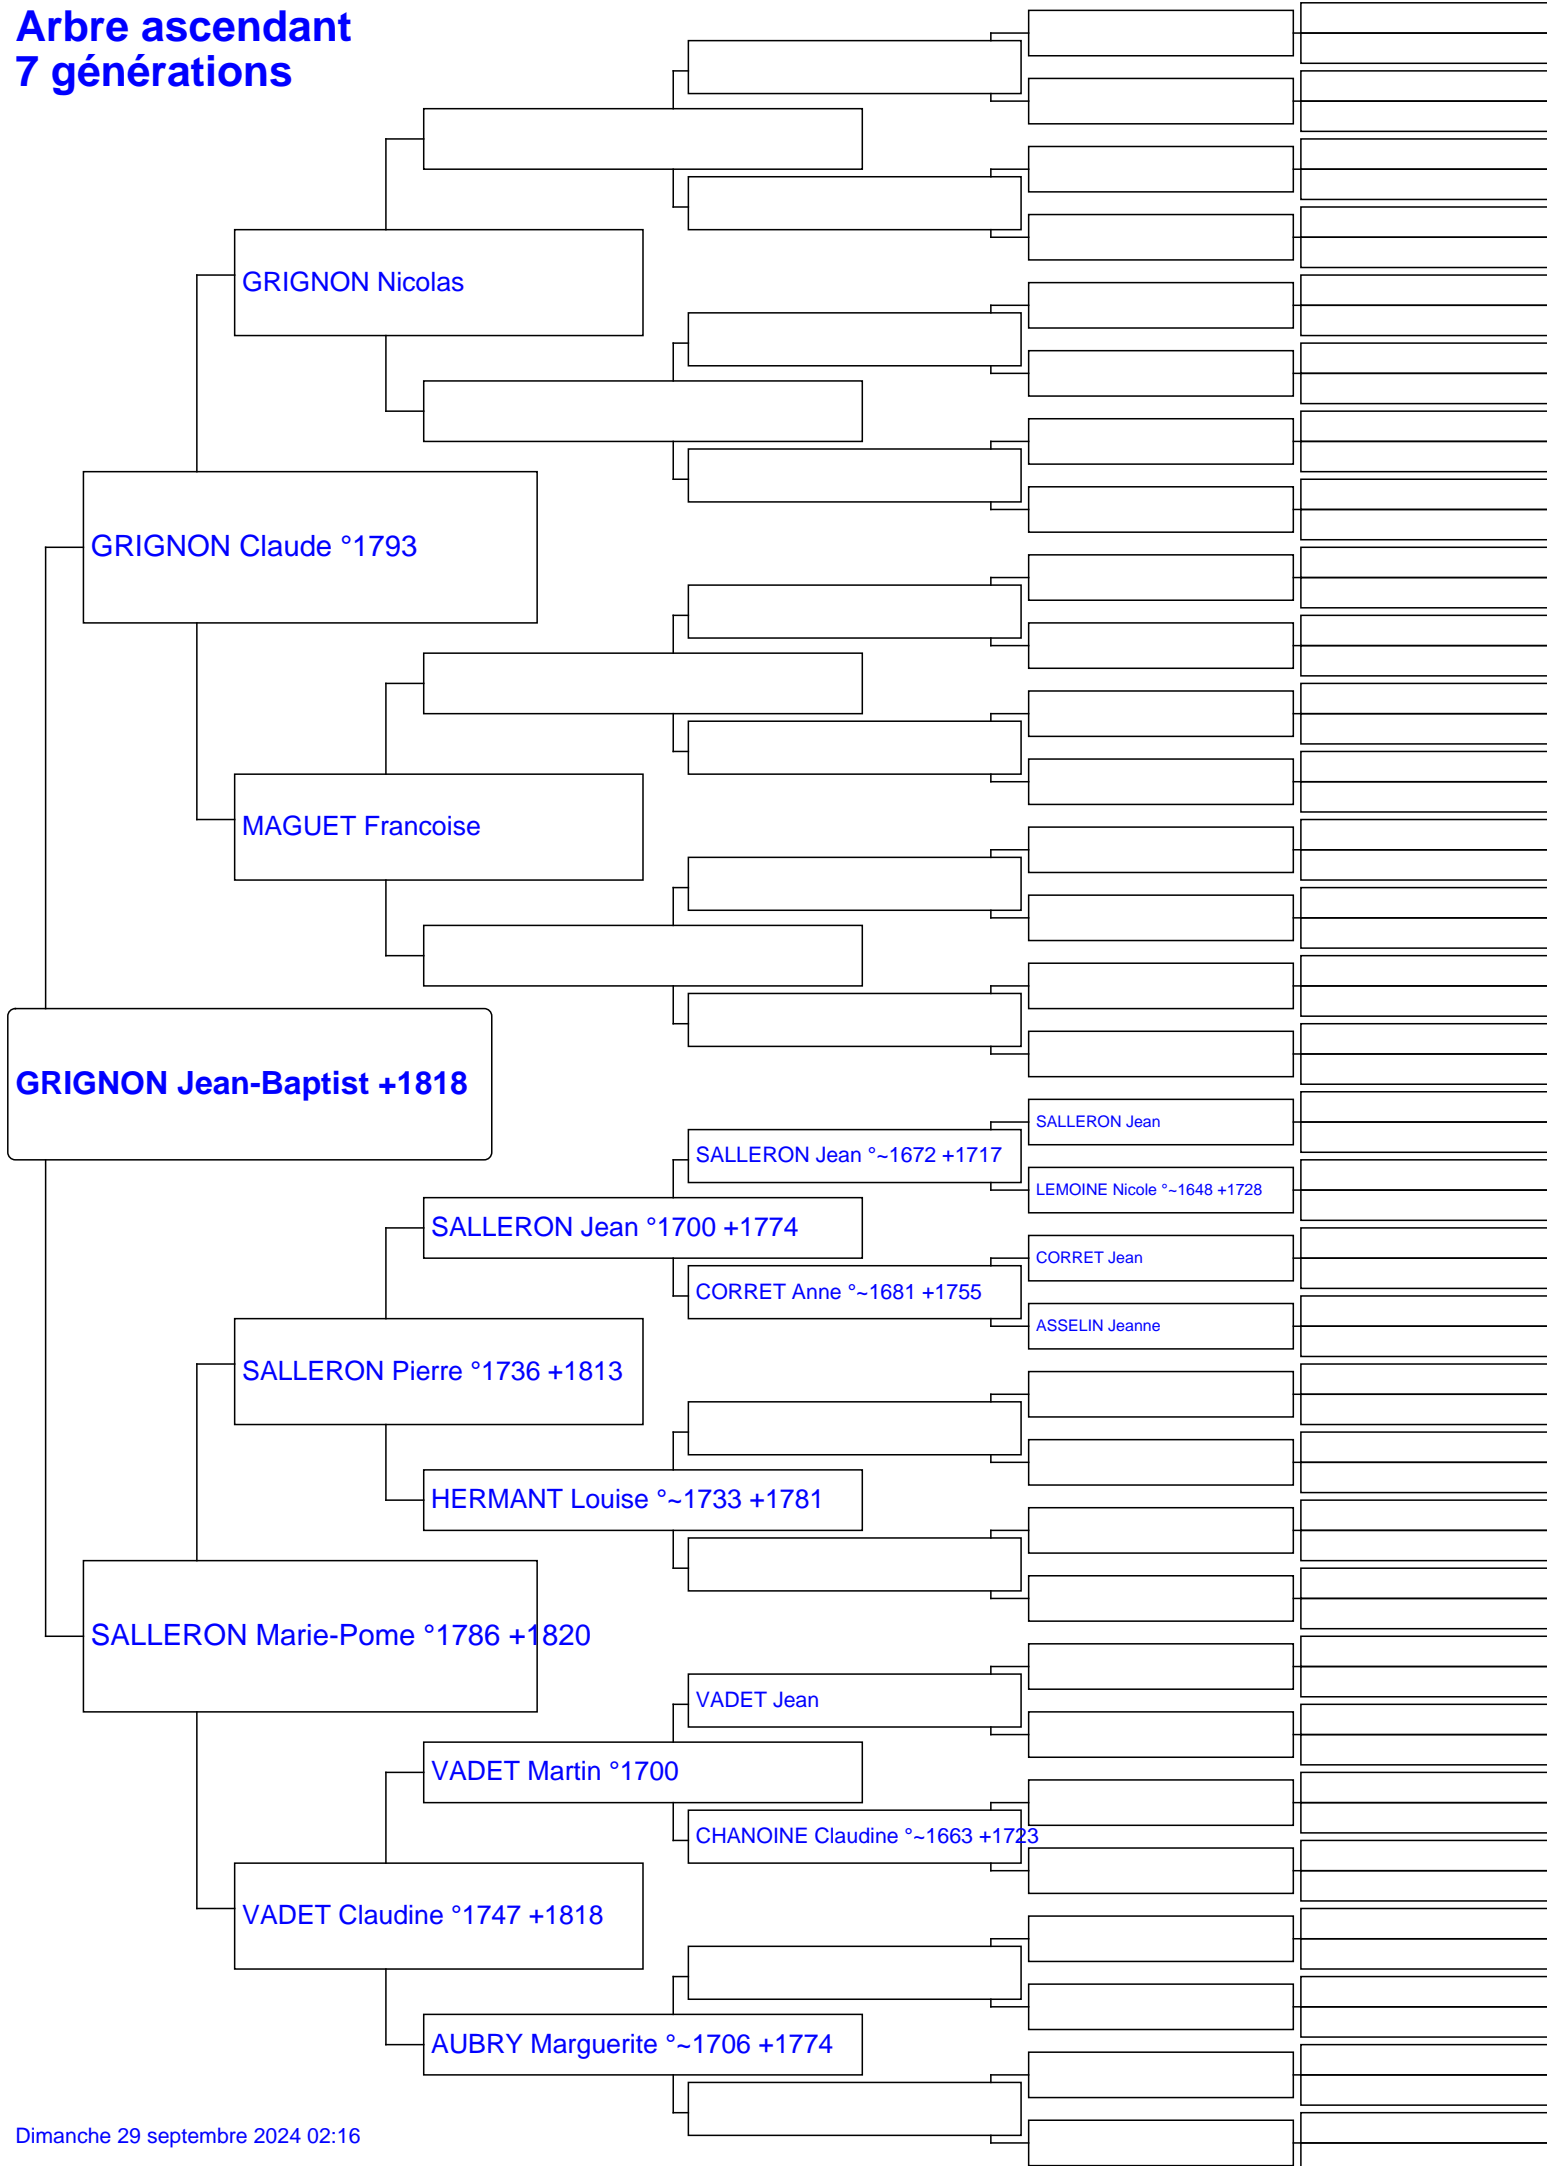 Arbre ascendant
7 générations
GRIGNON Nicolas
GRIGNON Claude °1793
MAGUET Francoise
GRIGNON Jean-Baptist +1818
SALLERON Jean
SALLERON Jean °~1672 +1717
LEMOINE Nicole °~1648 +1728
SALLERON Jean °1700 +1774
CORRET Jean
CORRET Anne °~1681 +1755
ASSELIN Jeanne
SALLERON Pierre °1736 +1813
HERMANT Louise °~1733 +1781
SALLERON Marie-Pome °1786 +1820
VADET Jean
VADET Martin °1700
CHANOINE Claudine °~1663 +1723
VADET Claudine °1747 +1818
AUBRY Marguerite °~1706 +1774
Dimanche 29 septembre 2024 02:16